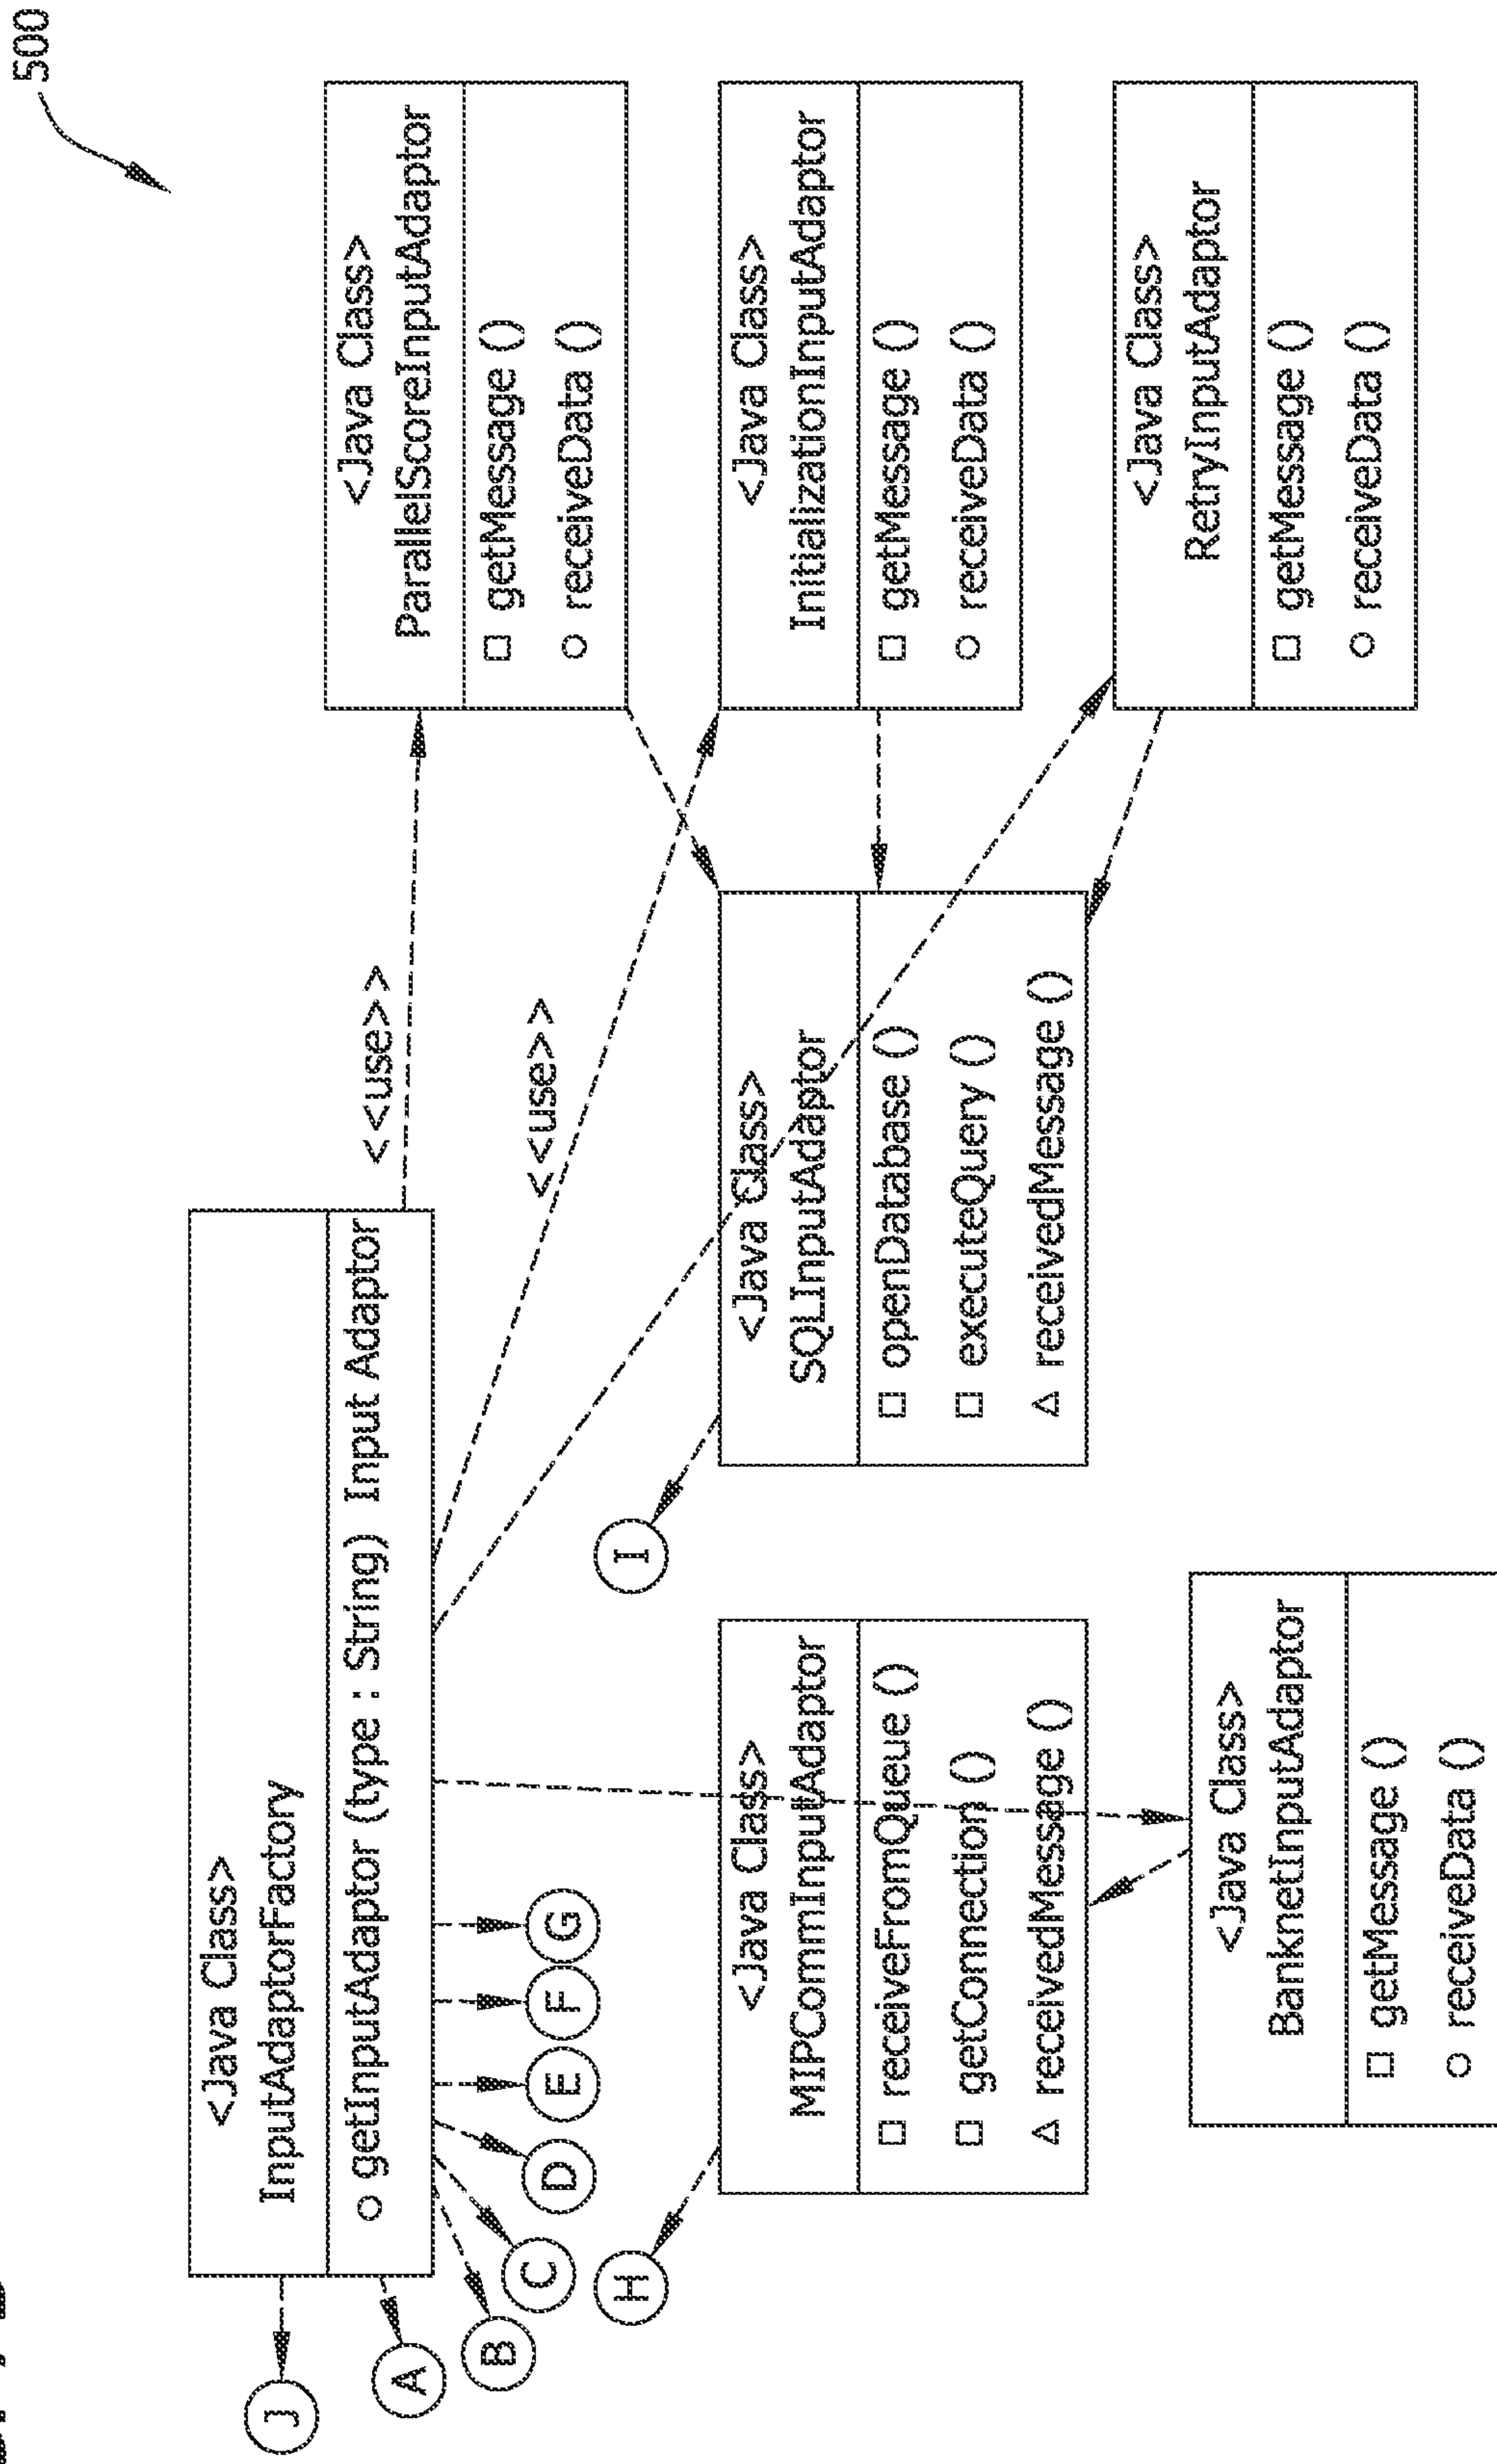 500
<Java Class>
InputAdaptorFactory
○ getInputAdaptor (type : String) Input Adaptor
J
A
B
C
D
E
F
G
<<use>>
<<use>>
<Java Class>
ParallelScoreInputAdaptor
□ getMessage ()
○ receiveData ()
H
I
<Java Class>
MIPCommInputAdaptor
□ receiveFromQueue ()
□ getConnection ()
△ receivedMessage ()
<Java Class>
SQLInputAdaptor
□ openDatabase ()
□ executeQuery ()
△ receivedMessage ()
<Java Class>
InitializationInputAdaptor
□ getMessage ()
○ receiveData ()
<Java Class>
BanknetInputAdaptor
□ getMessage ()
○ receiveData ()
<Java Class>
RetryInputAdaptor
□ getMessage ()
○ receiveData ()